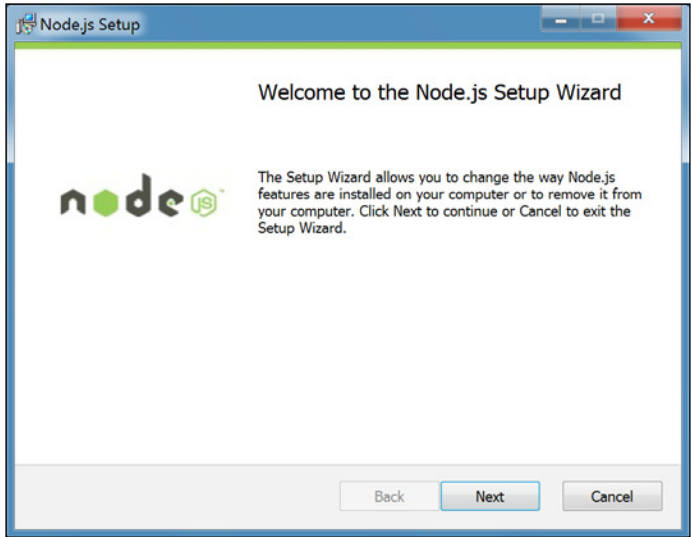 Node.js Setup
Welcome to the Node.js Setup Wizard
node JS™
The Setup Wizard allows you to change the way Node.js
features are installed on your computer or to remove it from
your computer. Click Next to continue or Cancel to exit the
Setup Wizard.
Back Next Cancel